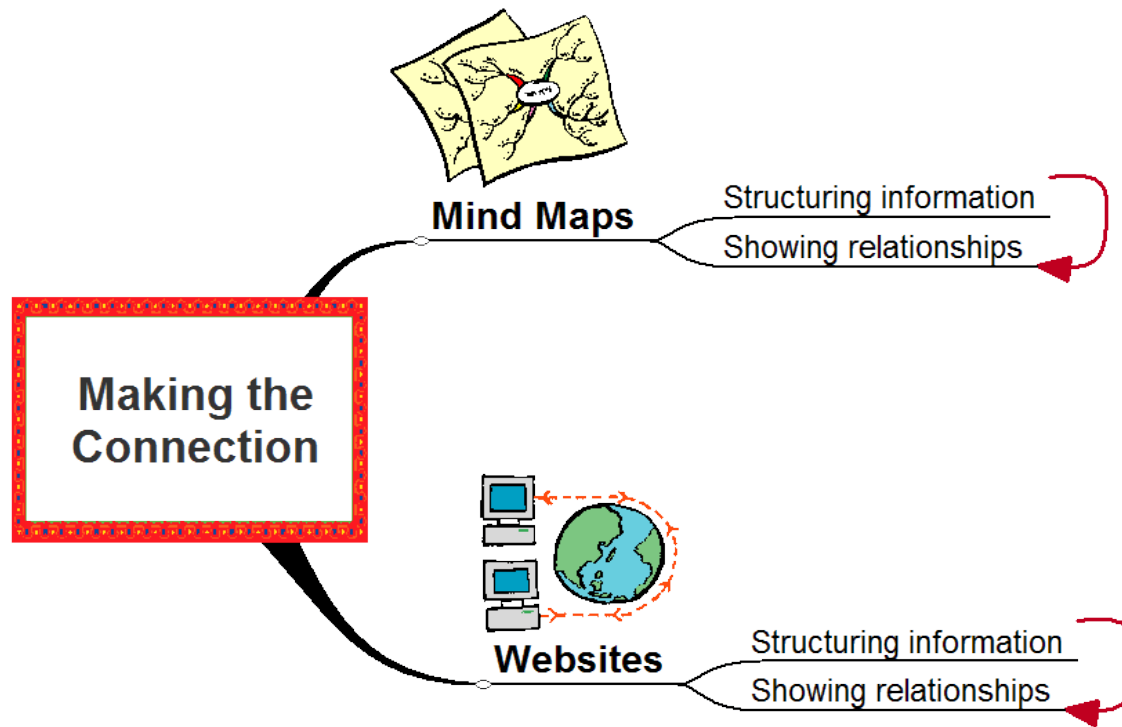 Mind Maps
Structuring information
Showing relationships
Making the
Connection
Websites
Structuring information
Showing relationships